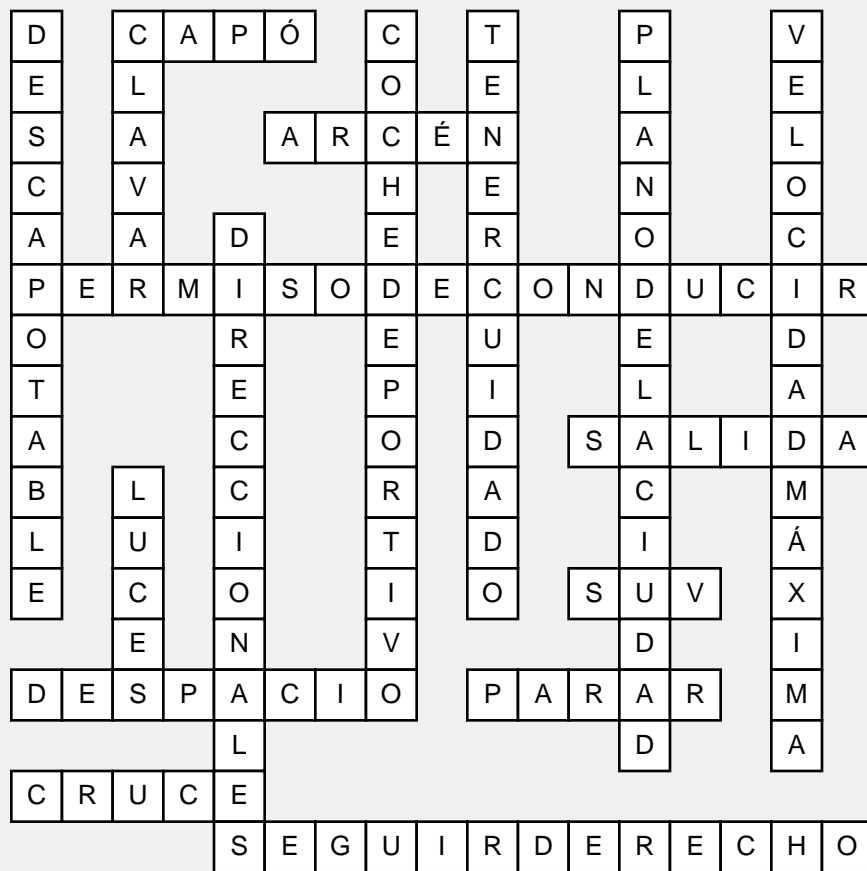 D C A P Ó C T P V
E L O E L E
S A A R C É N A L
C V H E N O
A A D E R O C
P E R M I S O D E C O N D U C I R
O R E U E D
T E P I L A
A C O D S A L I D A
B L C R A C M
L U I T D I Á
E C O I O S U V X
E N V D I
D E S P A C I O P A R A R M
L D A
C R U C E
S E G U I R D E R E C H O